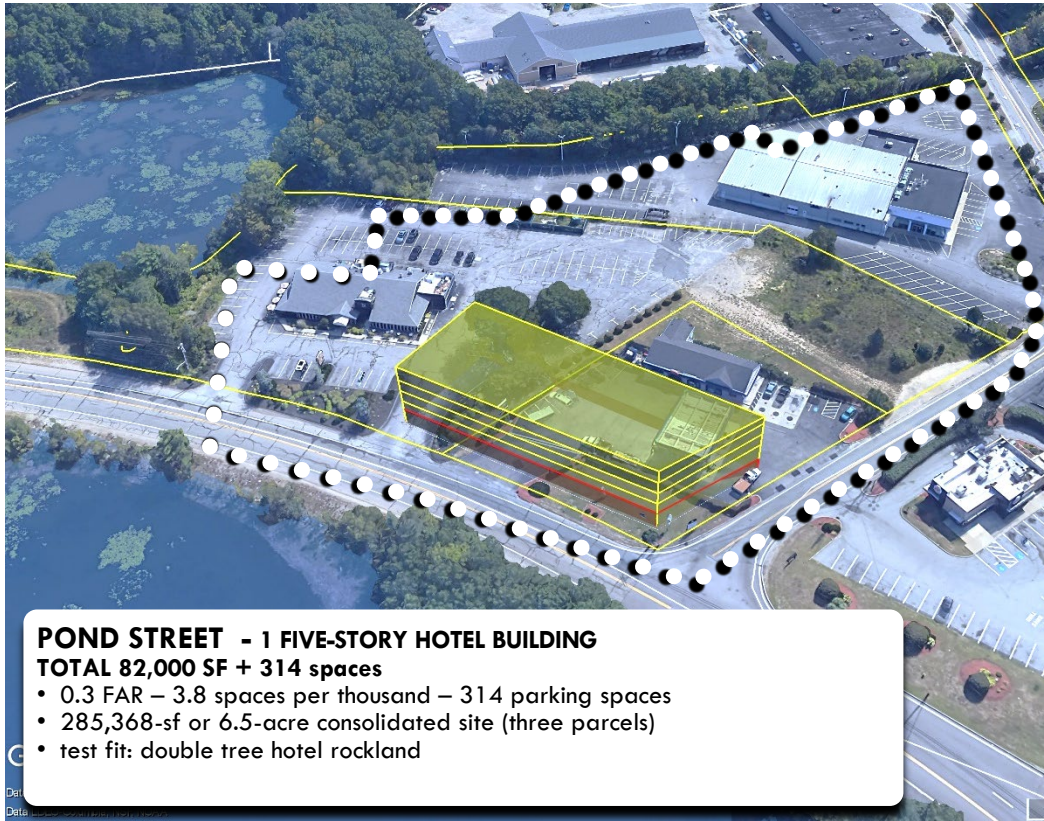 POND STREET - 1 FIVE-STORY HOTEL BUILDING
TOTAL 82,000 SF + 314 spaces
• 0.3 FAR – 3.8 spaces per thousand – 314 parking spaces
• 285,368-sf or 6.5-acre consolidated site (three parcels)
• test fit: double tree hotel rockland
G
Dat
Data